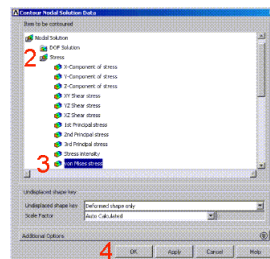 Contour Nodal Solution Data
Item to be contoured
Nodal Solution
DOF Solution
2
Stress
X-Component of stress
Y-Component of stress
Z-Component of stress
XY Shear stress
YZ Shear stress
XZ Shear stress
1st Principal stress
2nd Principal stress
3rd Principal stress
Stress intensity
3
von Mises stress
Undisplaced shape key
Undisplaced shape key
Deformed shape only
Scale Factor
Auto Calculated
Additional Options
4
OK
Apply
Cancel
Help